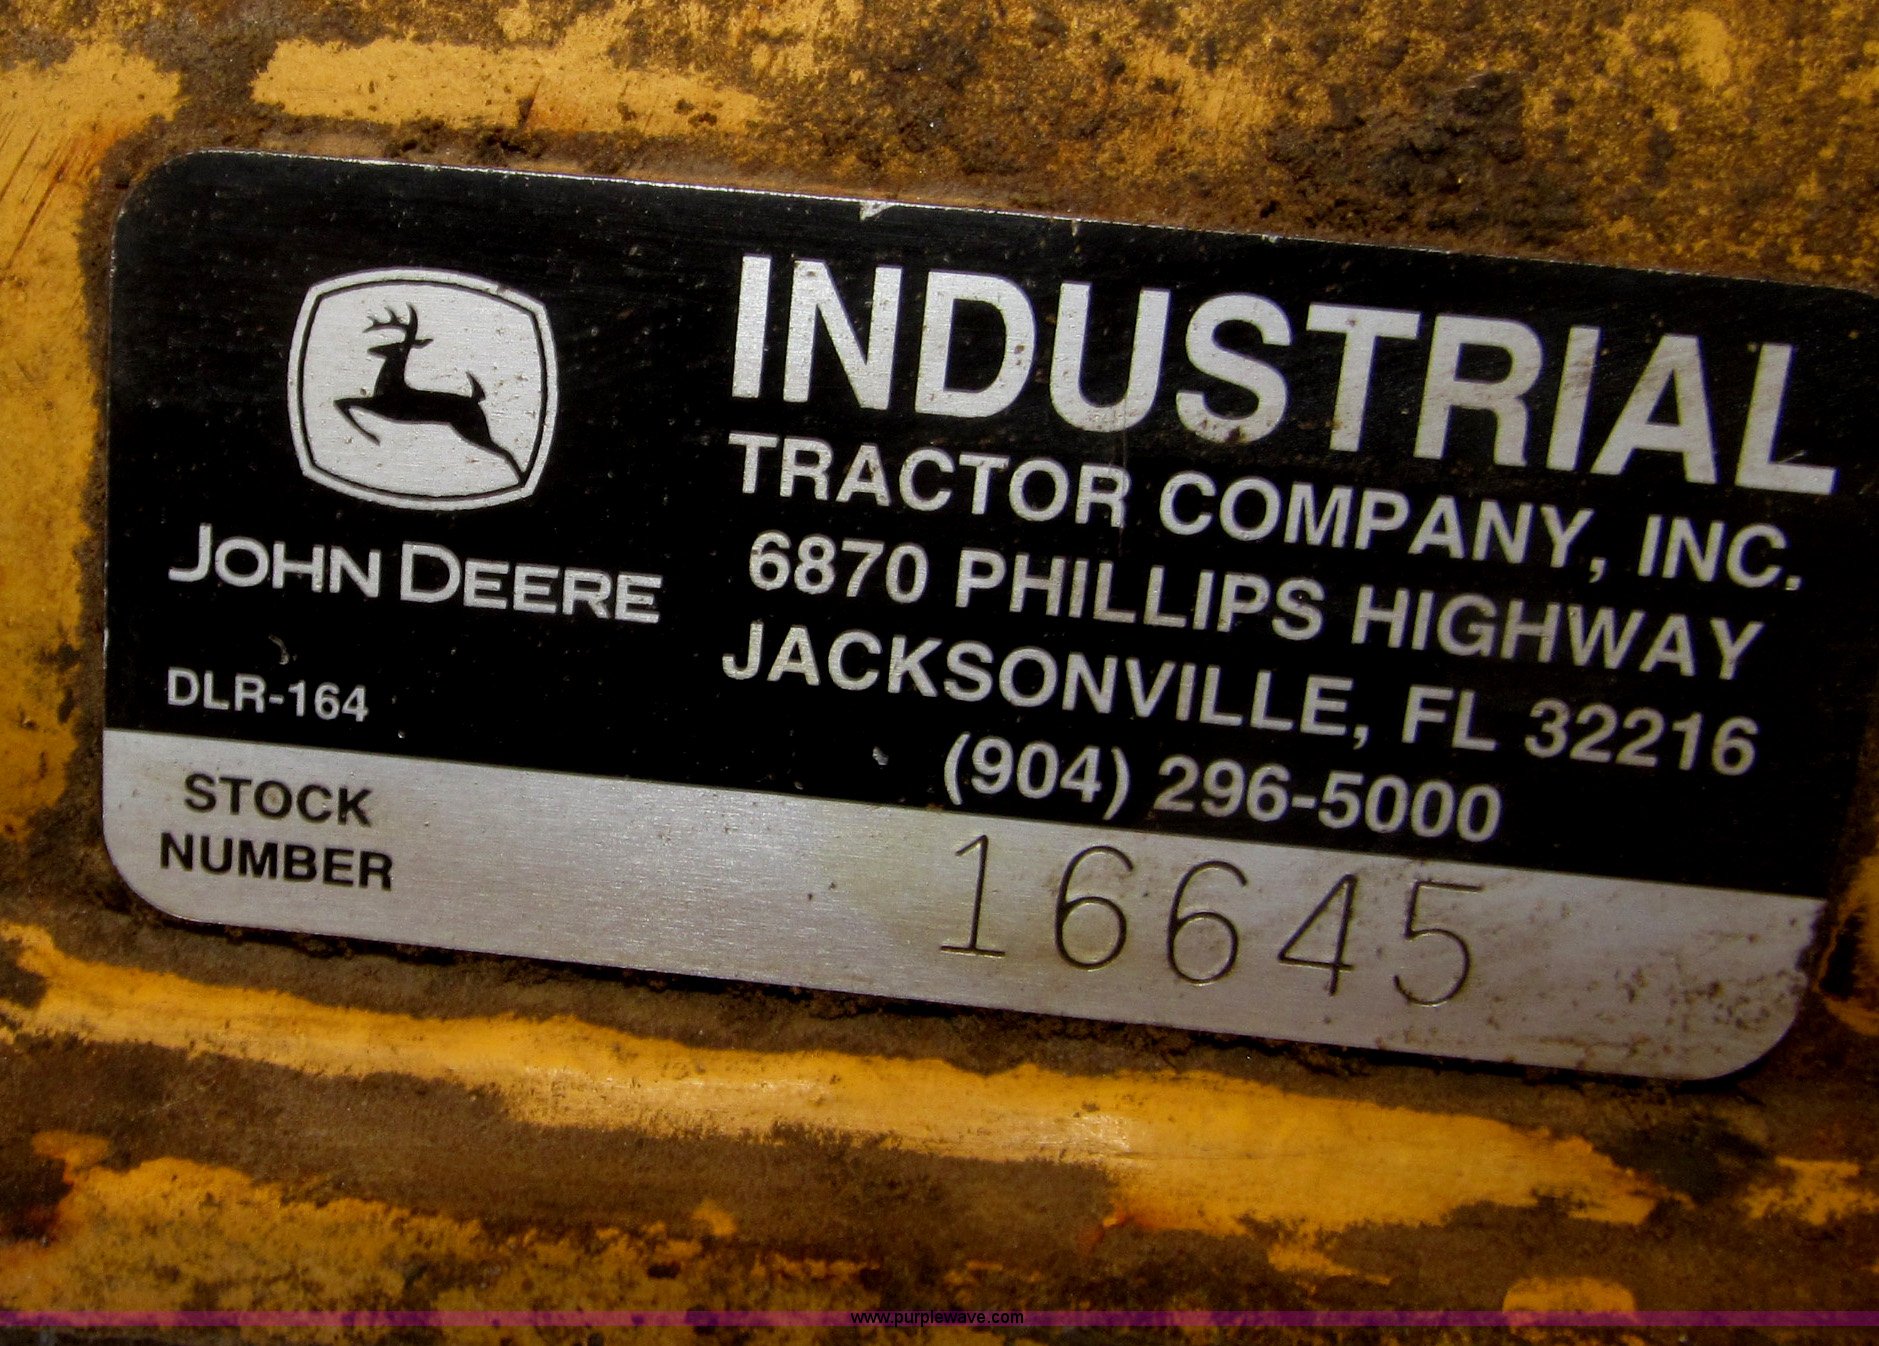 JOHN DEERE
DLR-164
INDUSTRIAL
TRACTOR COMPANY, INC.
6870 PHILLIPS HIGHWAY
JACKSONVILLE, FL 32216
(904) 296-5000
STOCK
NUMBER
16645
www.purplewave.com